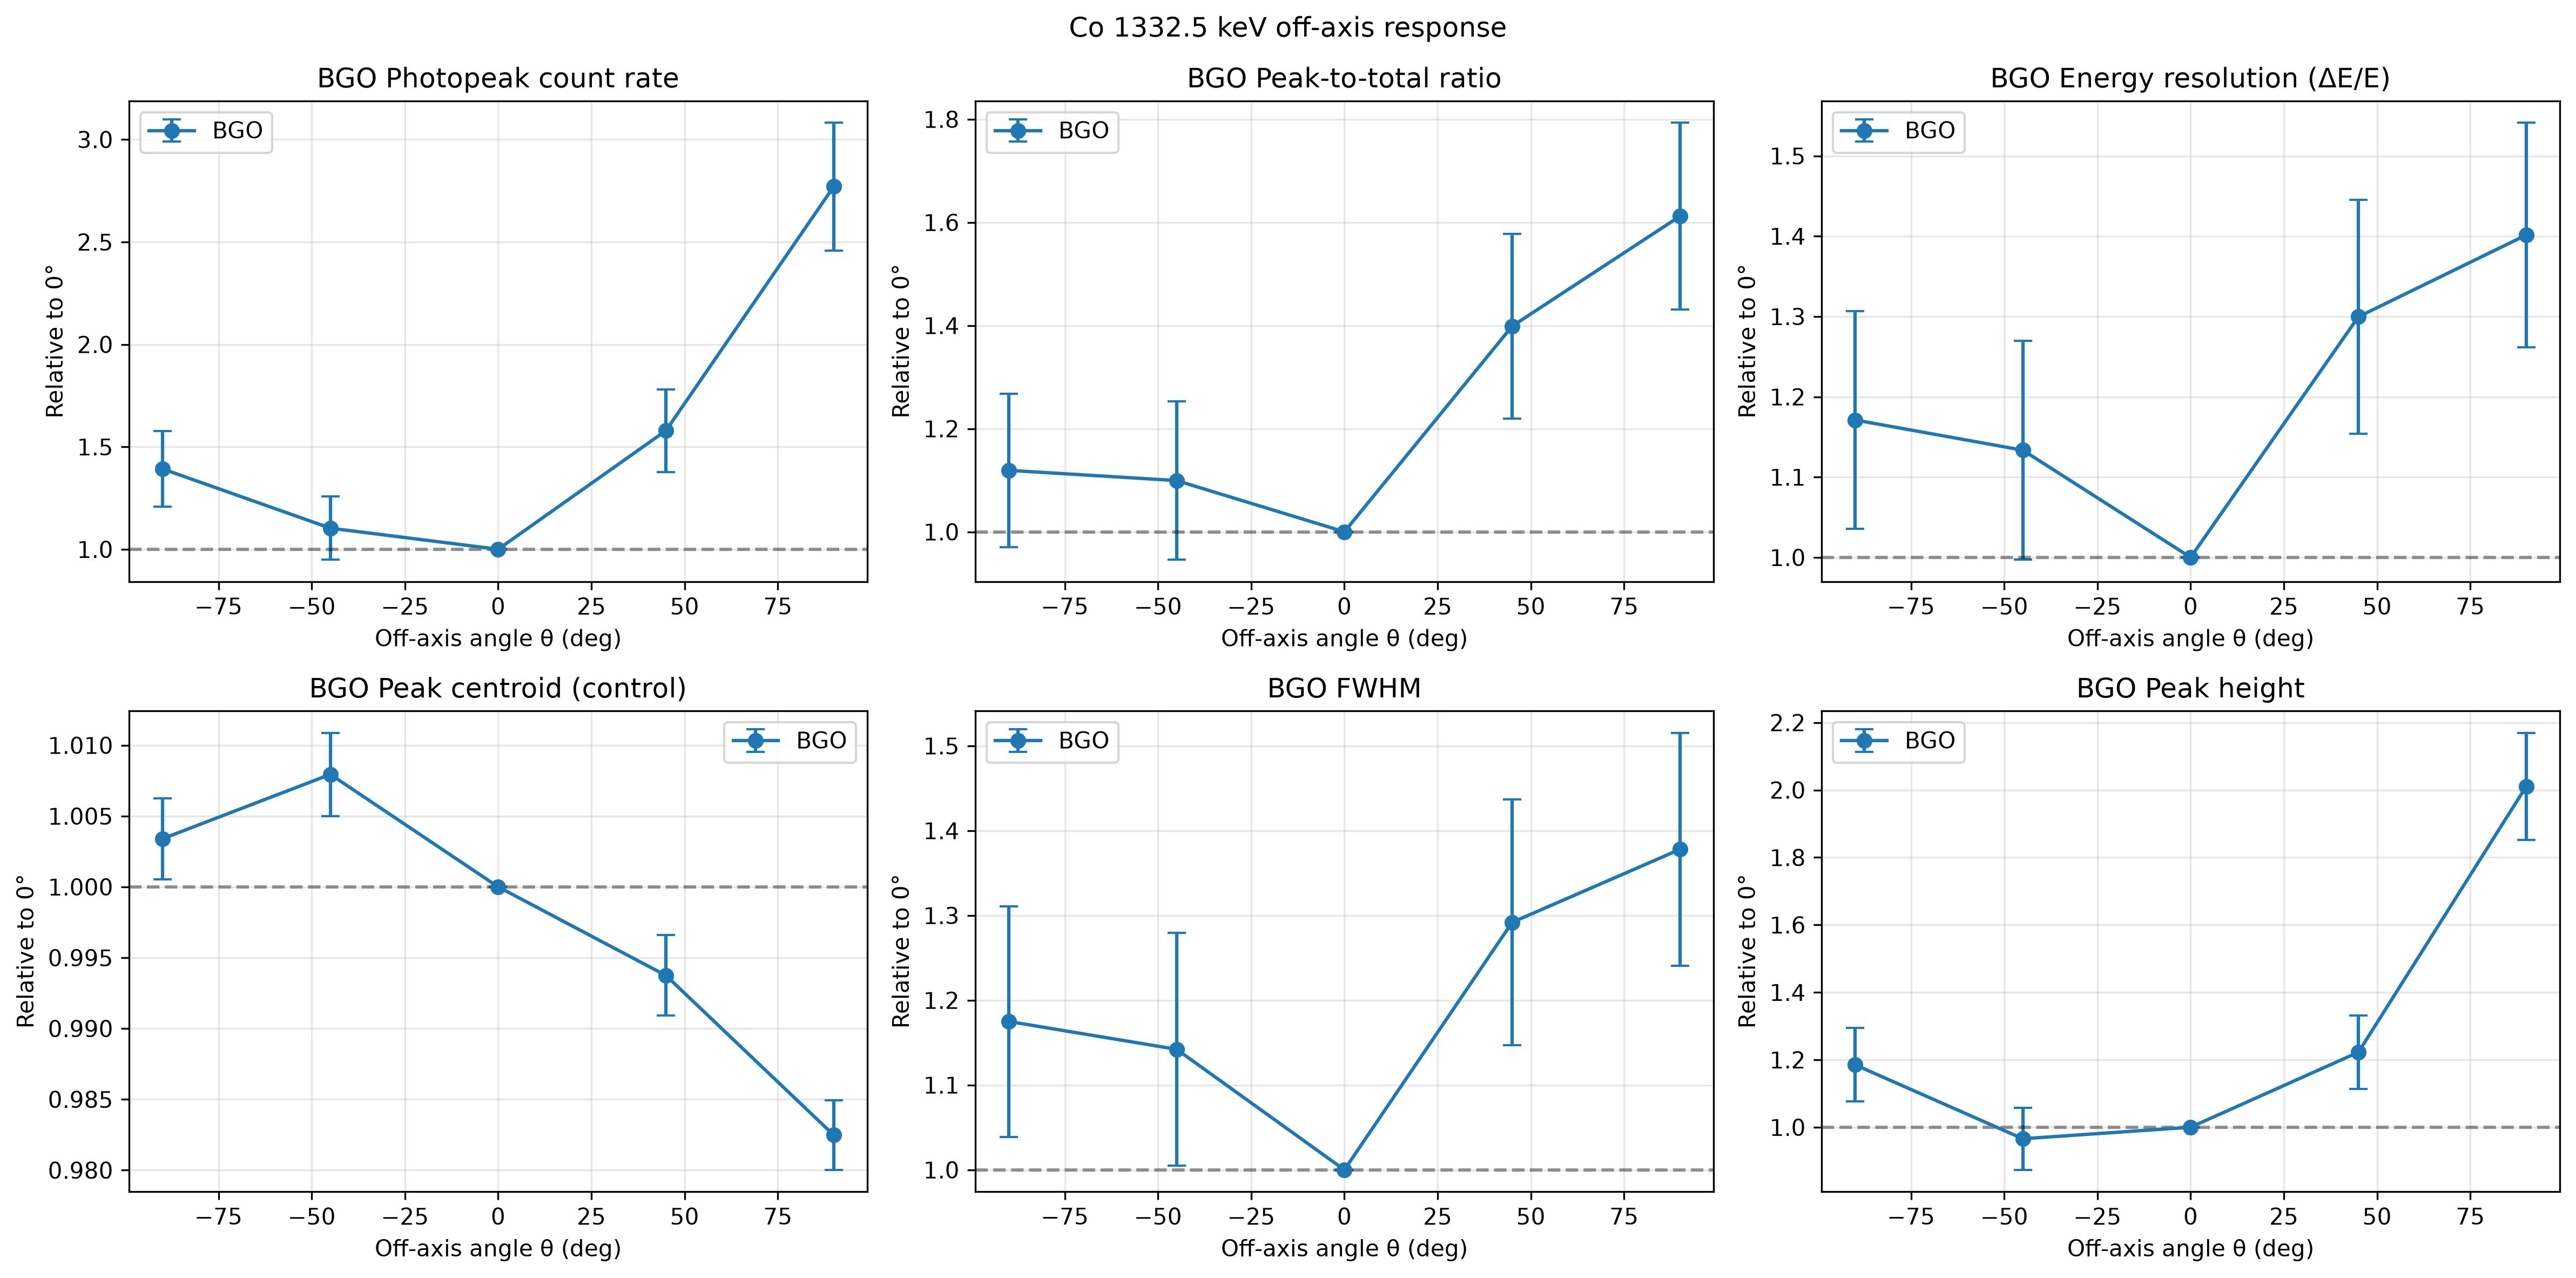 Co 1332.5 keV off-axis response
BGO Photopeak count rate
BGO
3.0
2.5
2.0
1.5
1.0
Relative to 0°
−75 −50 −25 0 25 50 75
Off-axis angle θ (deg)
BGO Peak-to-total ratio
BGO
1.8
1.6
1.4
1.2
1.0
Relative to 0°
−75 −50 −25 0 25 50 75
Off-axis angle θ (deg)
BGO Energy resolution (ΔE/E)
BGO
1.5
1.4
1.3
1.2
1.1
1.0
Relative to 0°
−75 −50 −25 0 25 50 75
Off-axis angle θ (deg)
BGO Peak centroid (control)
BGO
1.010
1.005
1.000
0.995
0.990
0.985
0.980
Relative to 0°
−75 −50 −25 0 25 50 75
Off-axis angle θ (deg)
BGO FWHM
BGO
1.5
1.4
1.3
1.2
1.1
1.0
Relative to 0°
−75 −50 −25 0 25 50 75
Off-axis angle θ (deg)
BGO Peak height
BGO
2.2
2.0
1.8
1.6
1.4
1.2
1.0
Relative to 0°
−75 −50 −25 0 25 50 75
Off-axis angle θ (deg)